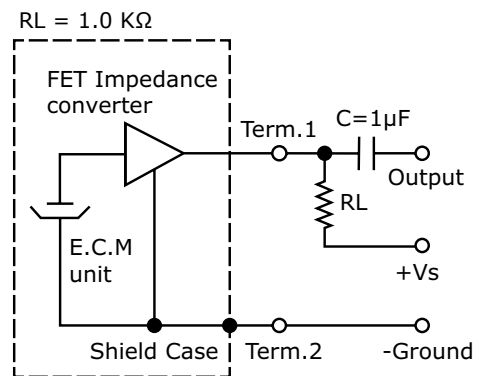 RL = 1.0 KΩ
FET Impedance
converter
Term.1
C=1µF
Output
RL
E.C.M
unit
+Vs
Shield Case
Term.2
-Ground